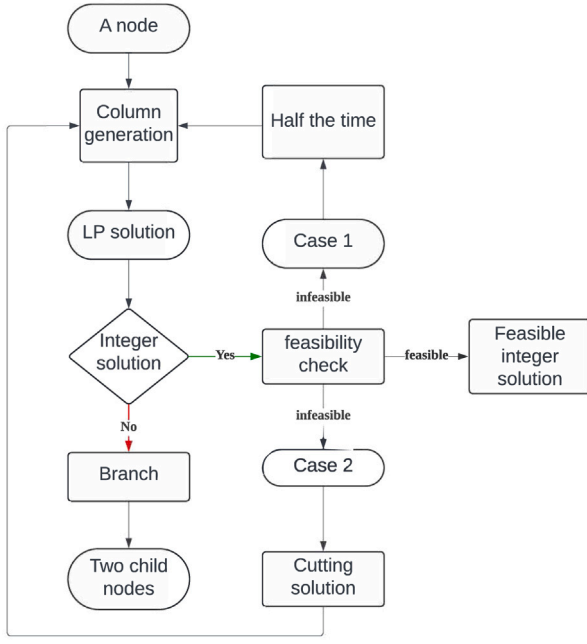 A node
Column
generation
Half the time
LP solution
Case 1
infeasible
Integer
solution
Yes
feasibility
check
feasible
Feasible
integer
solution
infeasible
No
Branch
Case 2
Two child
nodes
Cutting
solution